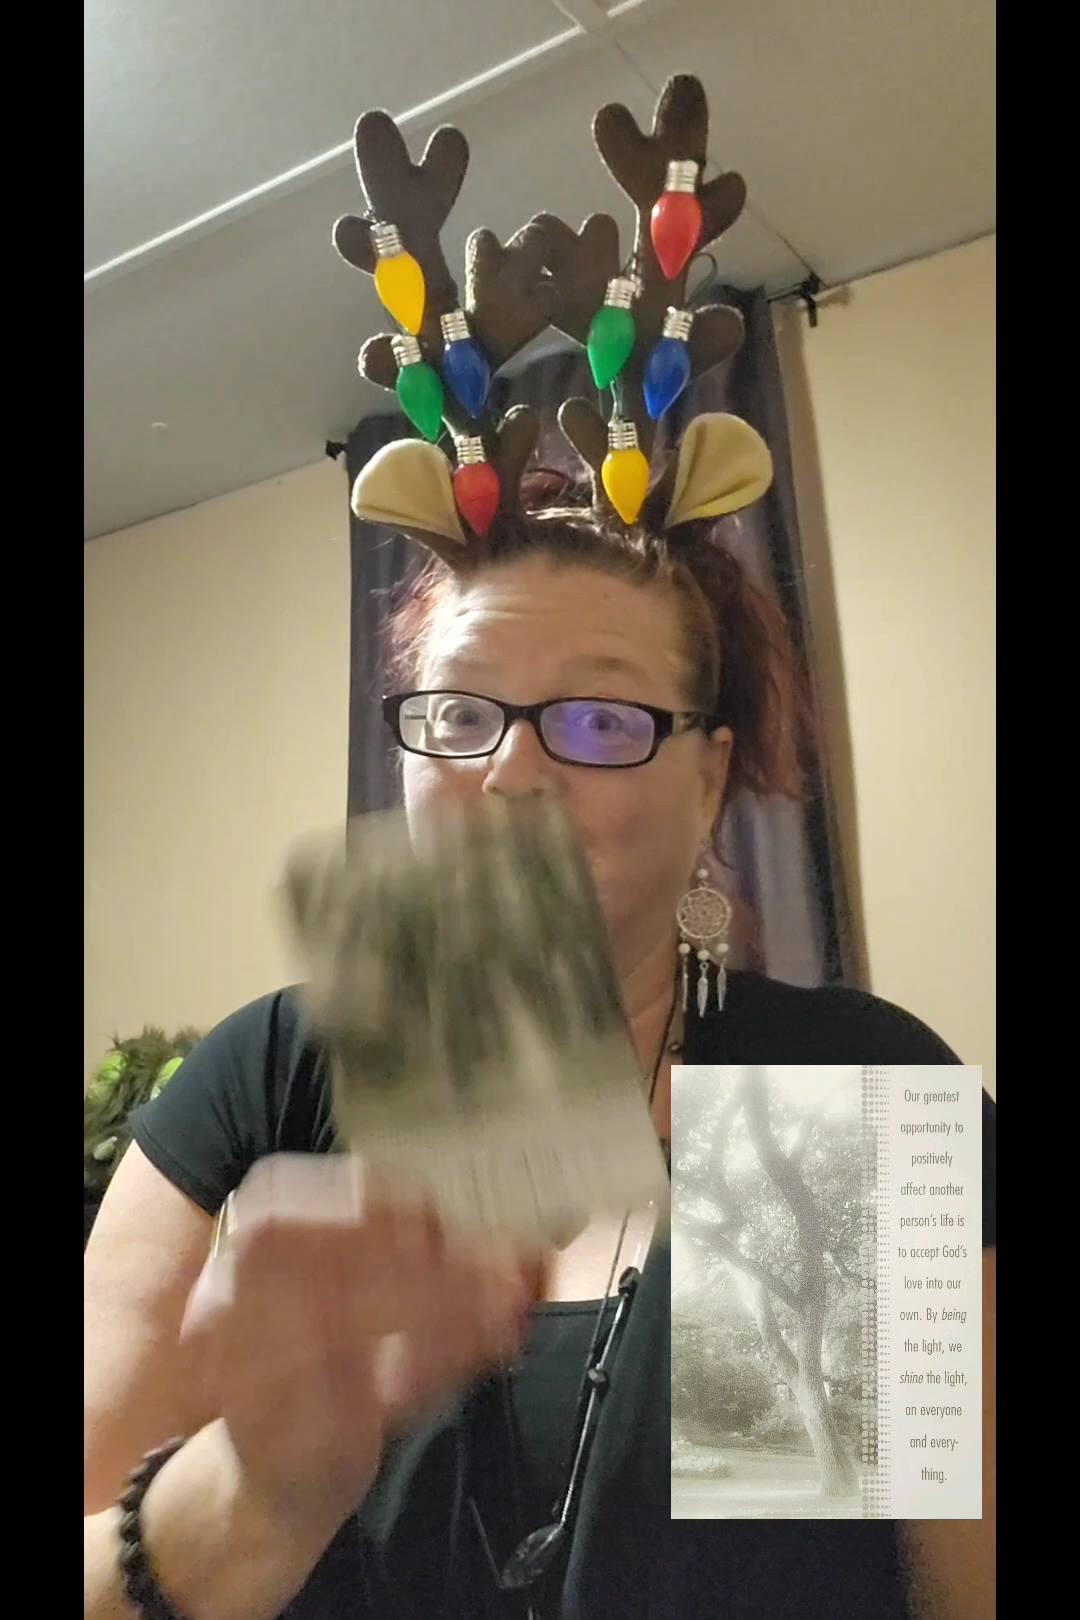 Our greatest
opportunity to
positively
affect another
person's life is
to accept God's
love into our
own. By being
the light, we
shine the light,
on everyone
and every-
thing.